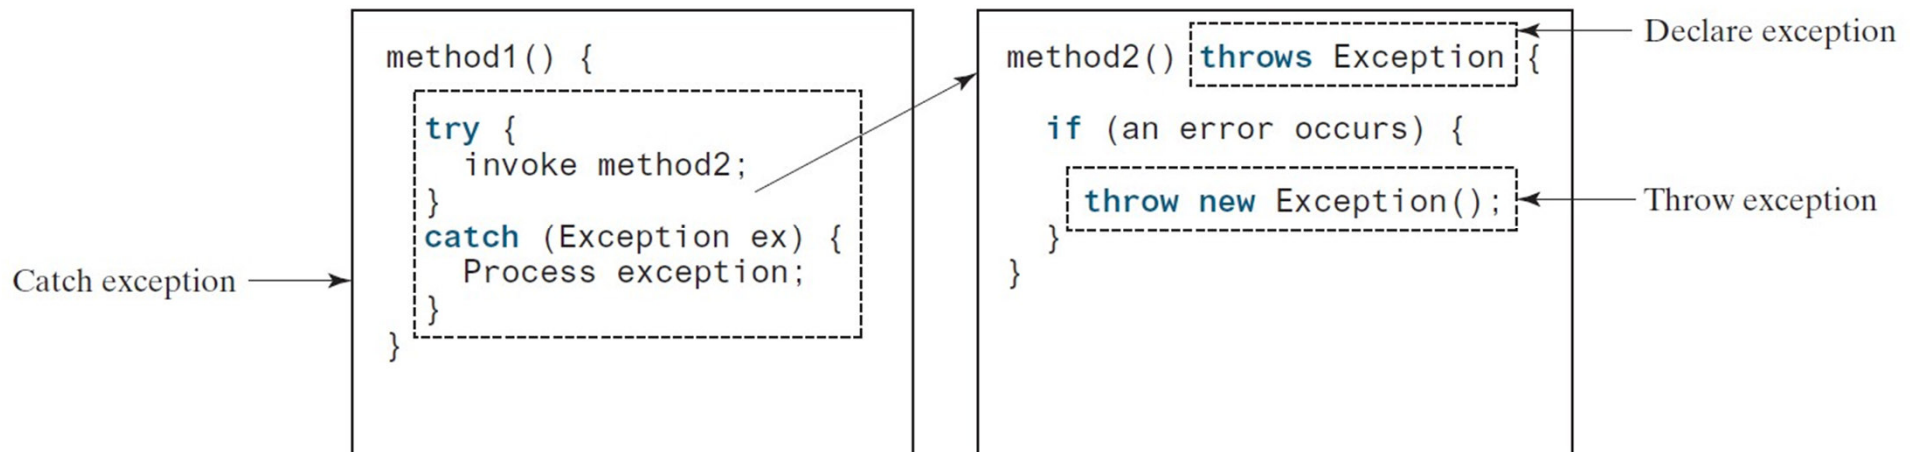 method1() {
try {
invoke method2;
}
catch (Exception ex) {
Process exception;
}
}
Catch exception
method2() throws Exception {
if (an error occurs) {
throw new Exception();
}
}
Declare exception
Throw exception